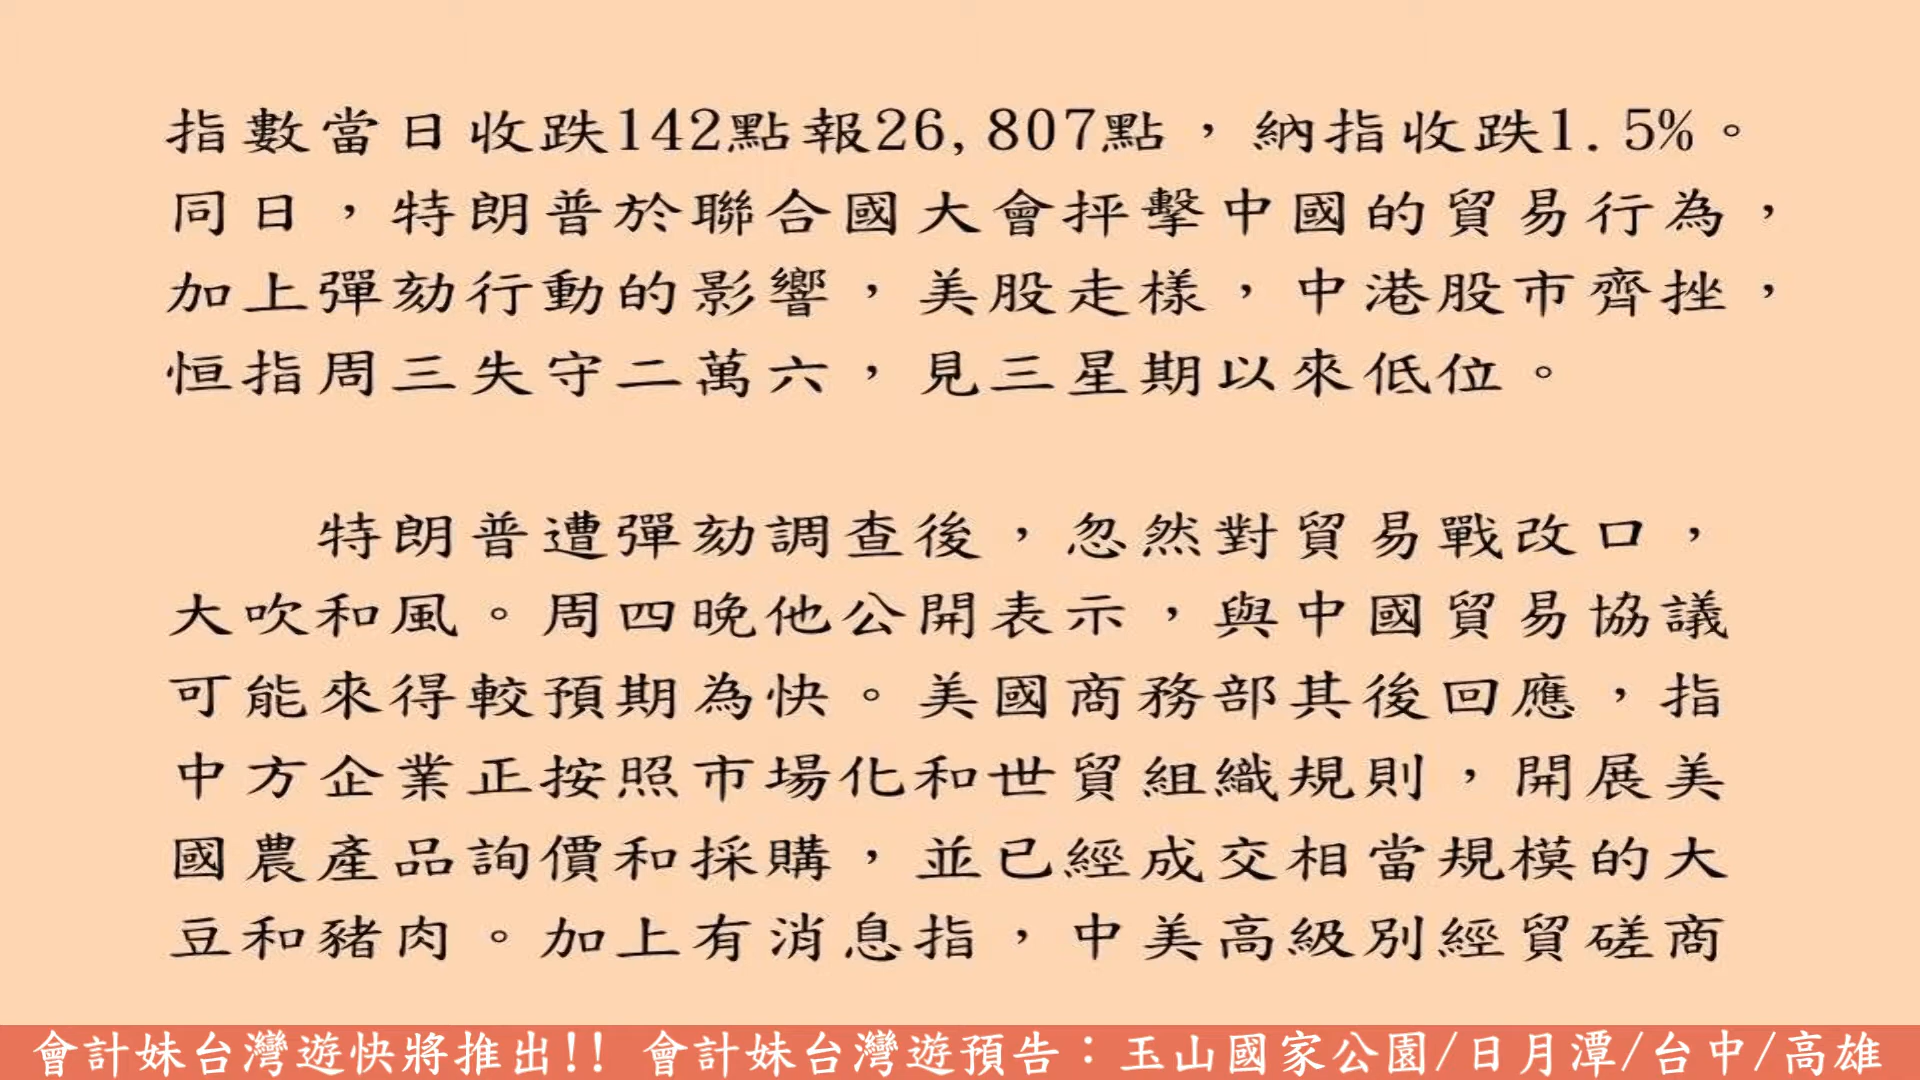 指數當日收跌142點報26,807點，納指收跌1.5%。
同日，特朗普於聯合國大會抨擊中國的貿易行為，
加上彈劾行動的影響，美股走樣，中港股市齊挫，
恒指周三失守二萬六，見三星期以來低位。
特朗普遭彈劾調查後，忽然對貿易戰改口，
大吹和風。周四晚他公開表示，與中國貿易協議
可能來得較預期為快。美國商務部其後回應，指
中方企業正按照市場化和世貿組織規則，開展美
國農產品詢價和採購，並已經成交相當規模的大
豆和豬肉。加上有消息指，中美高級別經貿磋商
會計妹台灣遊快將推出!! 會計妹台灣遊預告：玉山國家公園/日月潭/台中/高雄